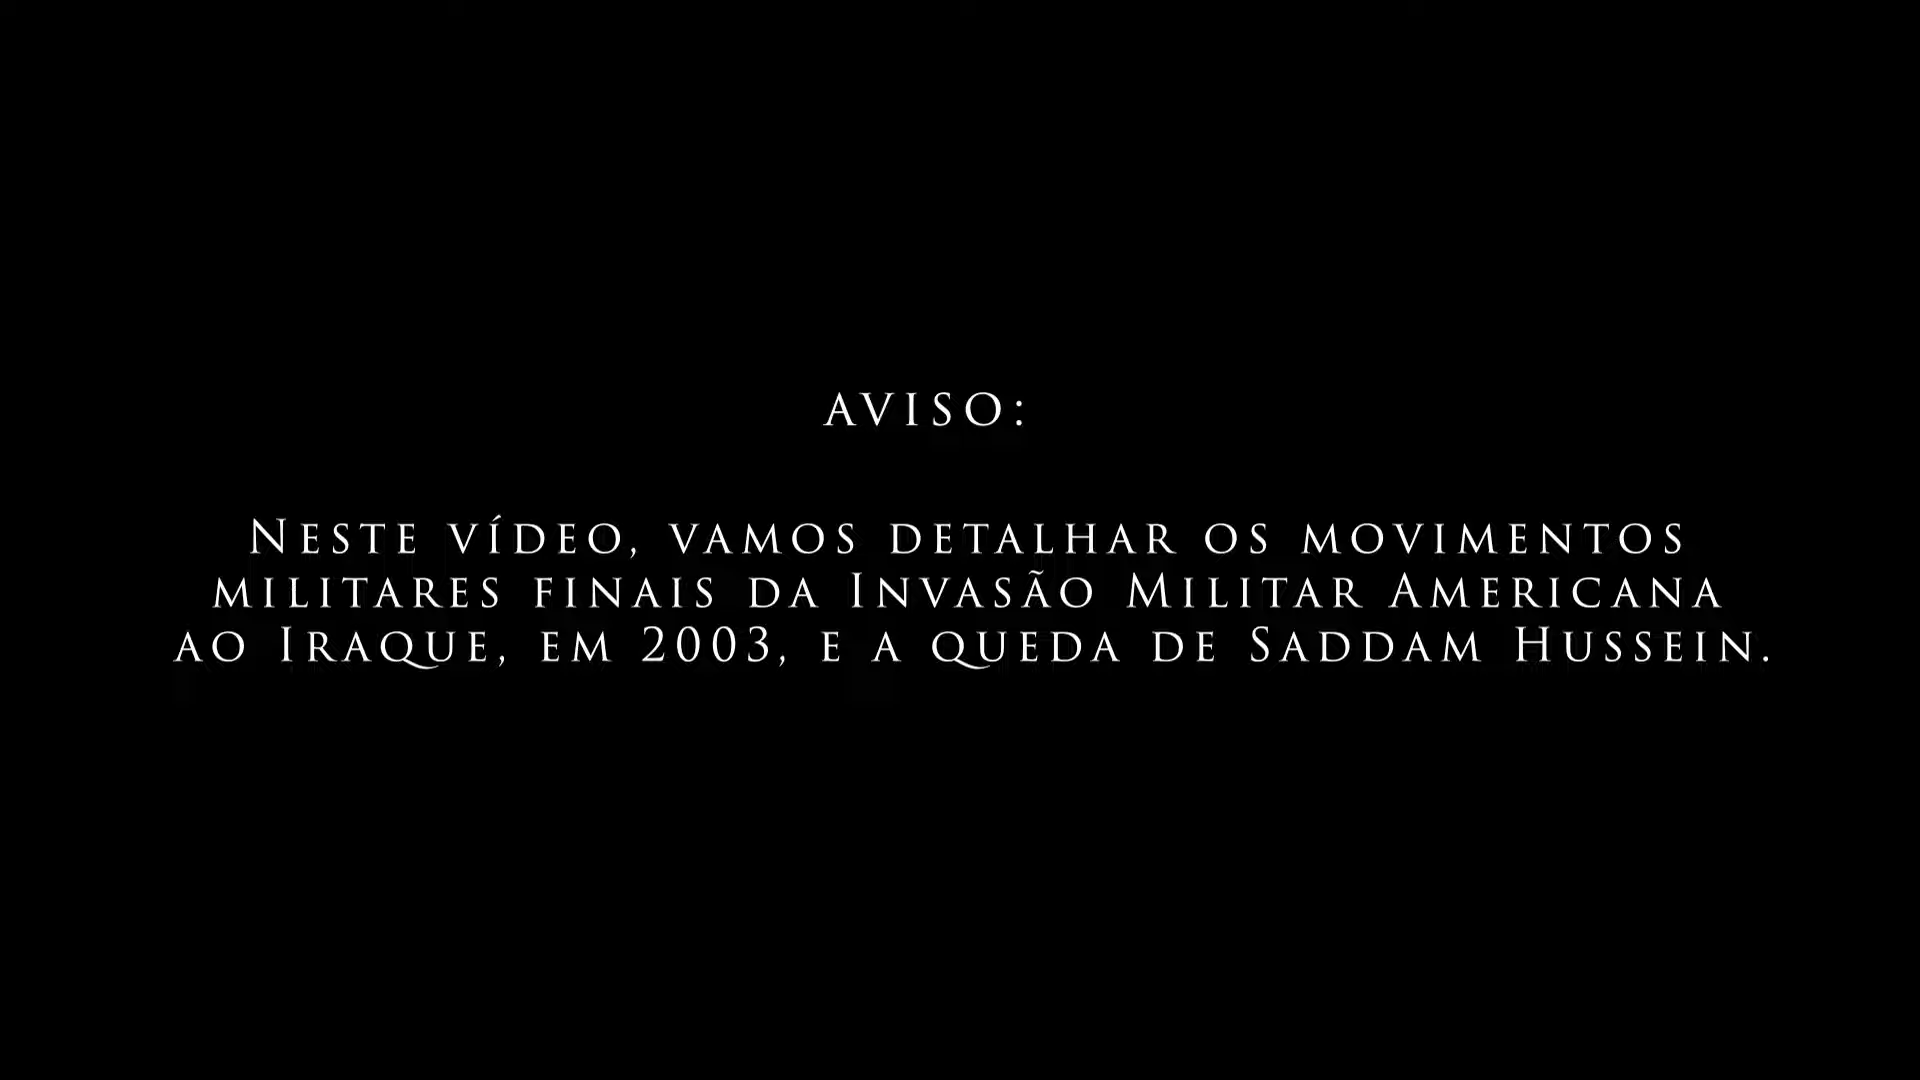 AVISO:
Neste vídeo, vamos detalhar os movimentos
militares finais da Invasão Militar Americana
ao Iraque, em 2003, e a queda de Saddam Hussein.